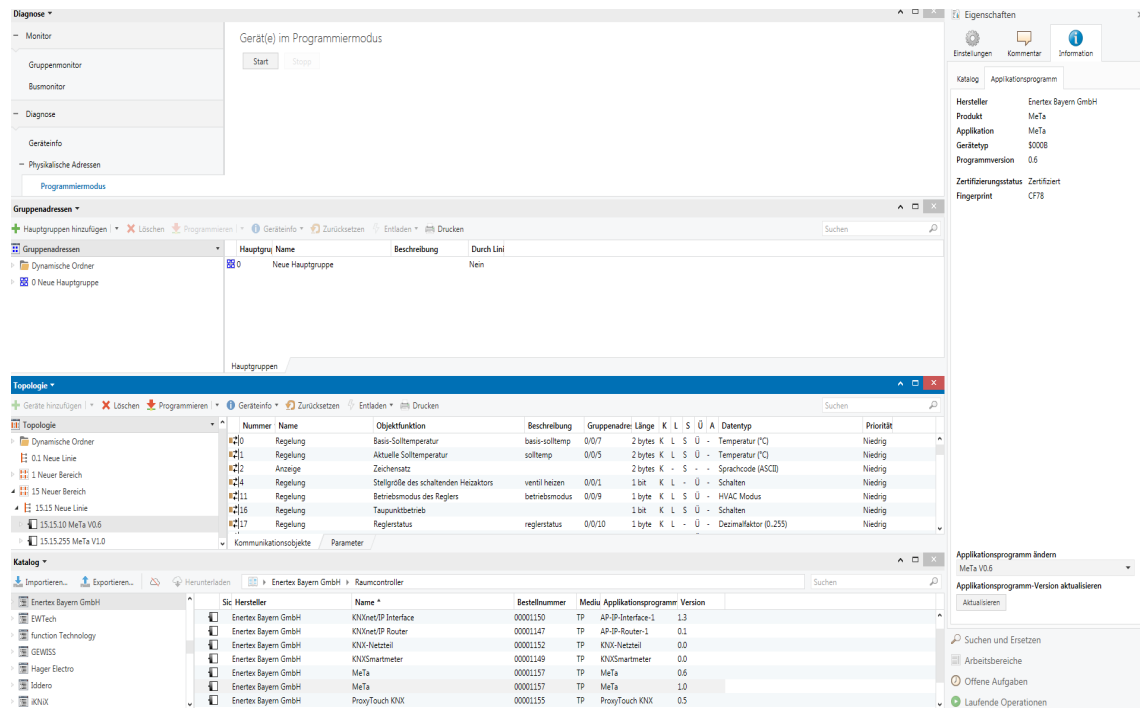 Diagnose
Monitor
Gruppenmonitor
Busmonitor
Diagnose
Geräteinfo
Physikalische Adressen
Programmiermodus
Gerät(e) im Programmiermodus
Start Stopp
Gruppenadressen
Hauptgruppen hinzufügen Löschen Programmieren Geräteinfo Zurücksetzen Entladen Drucken Suchen
Gruppenadressen
Dynamische Ordner
0 Neue Hauptgruppe
Hauptgru Name Beschreibung Durch Lini
0 Neue Hauptgruppe Nein
Hauptgruppen
Topologie
Geräte hinzufügen Löschen Programmieren Geräteinfo Zurücksetzen Entladen Drucken Suchen
Topologie
Dynamische Ordner
0.1 Neue Linie
1 Neuer Bereich
15 Neuer Bereich
15.15 Neue Linie
15.15.10 MeTa V0.6
15.15.255 MeTa V1.0
Nummer Name Objektfunktion Beschreibung Gruppenadre Länge K L S Ü A Datentyp Priorität
0 Regelung Basis-Solltemperatur basis-solltemp 0/0/7 2 bytes K L S Ü - Temperatur (°C) Niedrig
1 Regelung Aktuelle Solltemperatur solltemp 0/0/5 2 bytes K L S Ü - Temperatur (°C) Niedrig
2 Anzeige Zeichensatz 2 bytes K - S - - Sprachcode (ASCII) Niedrig
4 Regelung Stellgröße des schaltenden Heizaktors ventil heizen 0/0/1 1 bit K L - Ü - Schalten Niedrig
11 Regelung Betriebsmodus des Reglers betriebsmodus 0/0/9 1 byte K L S Ü - HVAC Modus Niedrig
16 Regelung Taupunktbetrieb 1 bit K L S Ü - Schalten Niedrig
17 Regelung Reglerstatus reglerstatus 0/0/10 1 byte K L - Ü - Dezimalfaktor (0..255) Niedrig
Kommunikationsobjekte Parameter
Katalog
Importieren... Exportieren... Herunterladen Enertex Bayern GmbH Raumcontroller Suchen
Enertex Bayern GmbH
EWTech
function Technology
GEWISS
Hager Electro
Iddero
iKNiX
Sic Hersteller Name Bestellnummer Mediu Applikationsprogramm Version
Enertex Bayern GmbH KNXnet/IP Interface 00001150 TP AP-IP-Interface-1 1.3
Enertex Bayern GmbH KNXnet/IP Router 00001147 TP AP-IP-Router-1 0.1
Enertex Bayern GmbH KNX-Netzteil 00001152 TP KNX-Netzteil 0.0
Enertex Bayern GmbH KNXSmartmeter 00001149 TP KNXSmartmeter 0.0
Enertex Bayern GmbH MeTa 00001157 TP MeTa 0.6
Enertex Bayern GmbH MeTa 00001157 TP MeTa 1.0
Enertex Bayern GmbH ProxyTouch KNX 00001155 TP ProxyTouch KNX 0.5
Eigenschaften
Einstellungen Kommentar Information
Katalog Applikationsprogramm
Hersteller Enertex Bayern GmbH
Produkt MeTa
Applikation MeTa
Gerätetyp $000B
Programmversion 0.6
Zertifizierungsstatus Zertifiziert
Fingerprint CF78
Applikationsprogramm ändern
MeTa V0.6
Applikationsprogramm-Version aktualisieren
Aktualisieren
Suchen und Ersetzen
Arbeitsbereiche
Offene Aufgaben
Laufende Operationen